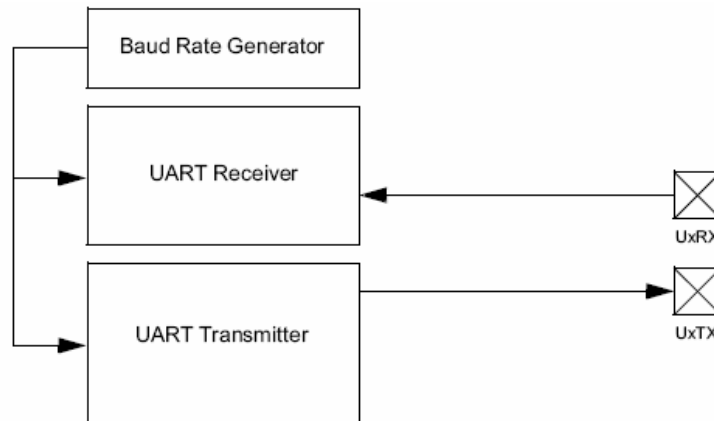 Baud Rate Generator
UART Receiver
UxRX
UART Transmitter
UxTX